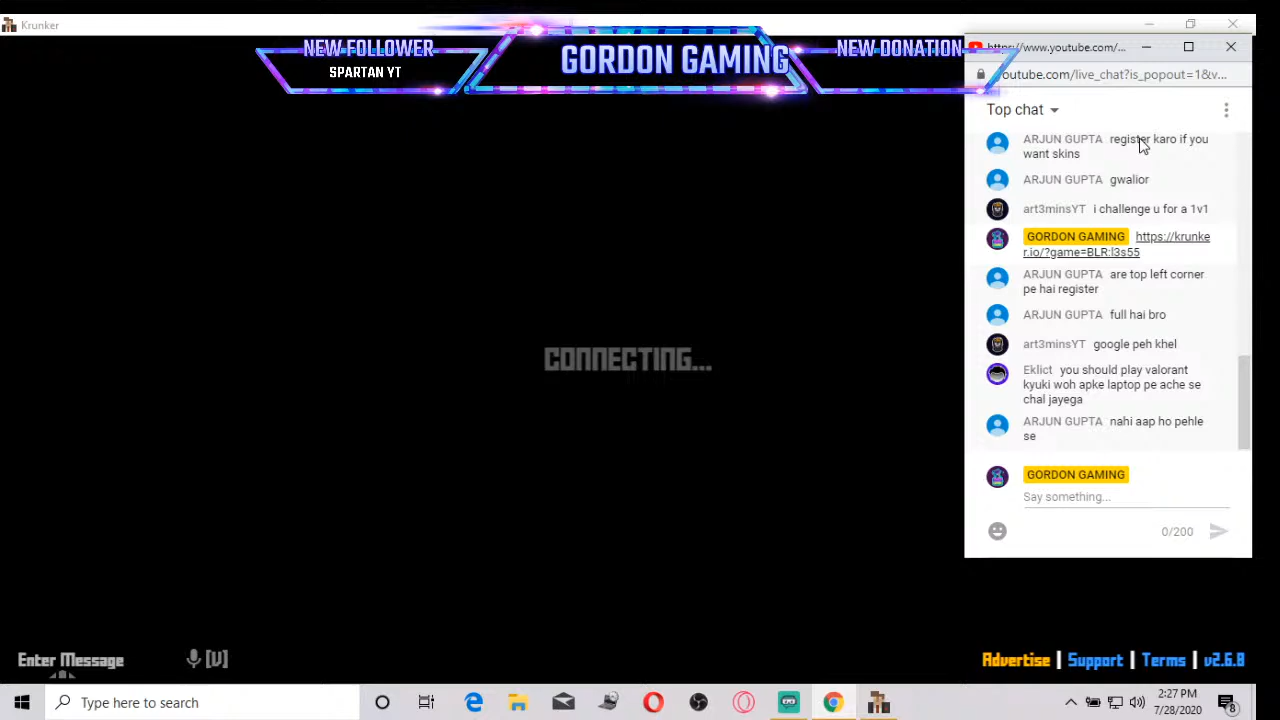 Krunker
NEW FOLLOWER
SPARTAN YT
GORDON GAMING
NEW DONATION
https://www.youtube.com/...
youtube.com/live_chat?is_popout=1&v...
Top chat
ARJUN GUPTA register karo if you
want skins
ARJUN GUPTA gwalior
art3minsYT i challenge u for a 1v1
GORDON GAMING https://krunke
r.io/?game=BLR:l3s55
ARJUN GUPTA are top left corner
pe hai register
ARJUN GUPTA full hai bro
art3minsYT google peh khel
Eklict you should play valorant
kyuki woh apke laptop pe ache se
chal jayega
ARJUN GUPTA nahi aap ho pehle
se
GORDON GAMING
Say something...
0/200
CONNECTING...
Enter Message
[V]
Advertise | Support | Terms | v2.6.8
Type here to search
2:27 PM
7/28/2020
8